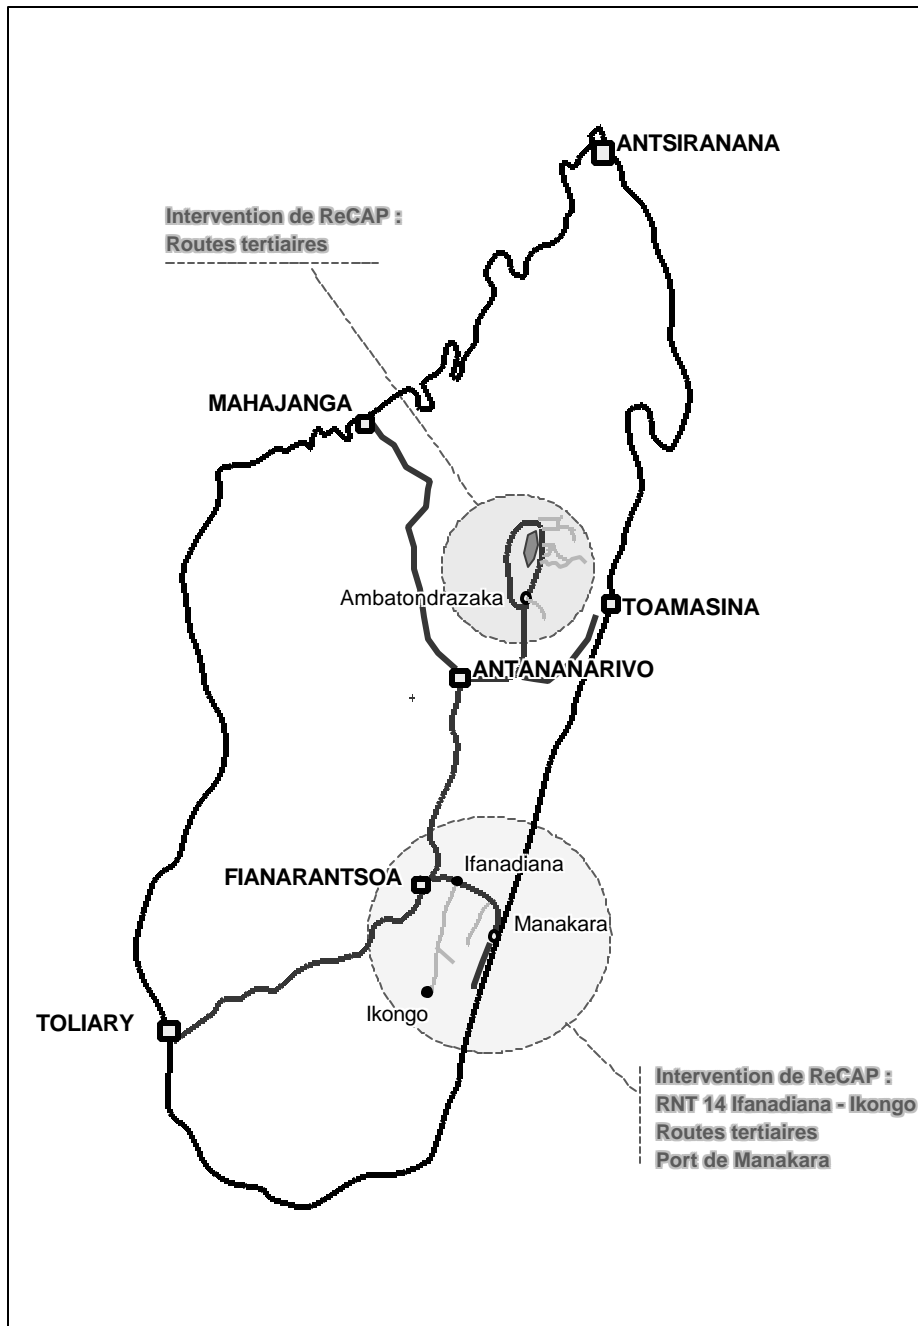 ANTSIRANANA
Intervention de ReCAP :
Routes tertiaires
MAHAJANGA
Ambatondrazaka
TOAMASINA
ANTANANARIVO
Ifanadiana
FIANARANTSOA
Manakara
Ikongo
TOLIARY
Intervention de ReCAP :
RNT 14 Ifanadiana - Ikongo
Routes tertiaires
Port de Manakara